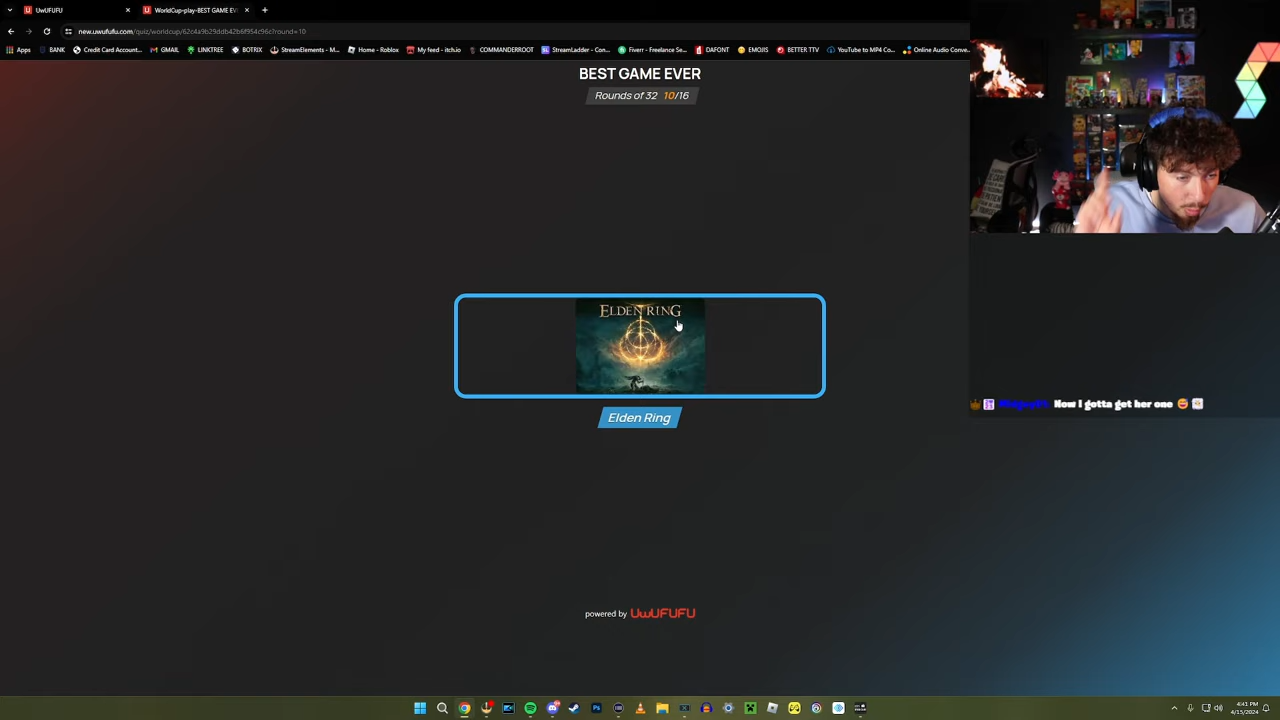 UwUFUFU
WorldCup-play-BEST GAME EV
new.uwufufu.com/quiz/worldcup/62c4a9b29ddb42b6f954c96c?round=10
Apps
BANK
Credit Card Account...
GMAIL
LINKTREE
BOTRIX
StreamElements - M...
Home - Roblox
My feed - itch.io
COMMANDERROOT
StreamLadder - Con...
Fiverr - Freelance Se...
DAFONT
EMOJIS
BETTER TTV
YouTube to MP4 Co...
Online Audio Conve...
BEST GAME EVER
Rounds of 32 10/16
ELDEN RING
Elden Ring
Now I gotta get her one
powered by UwUFUFU
4:41 PM
4/15/2024